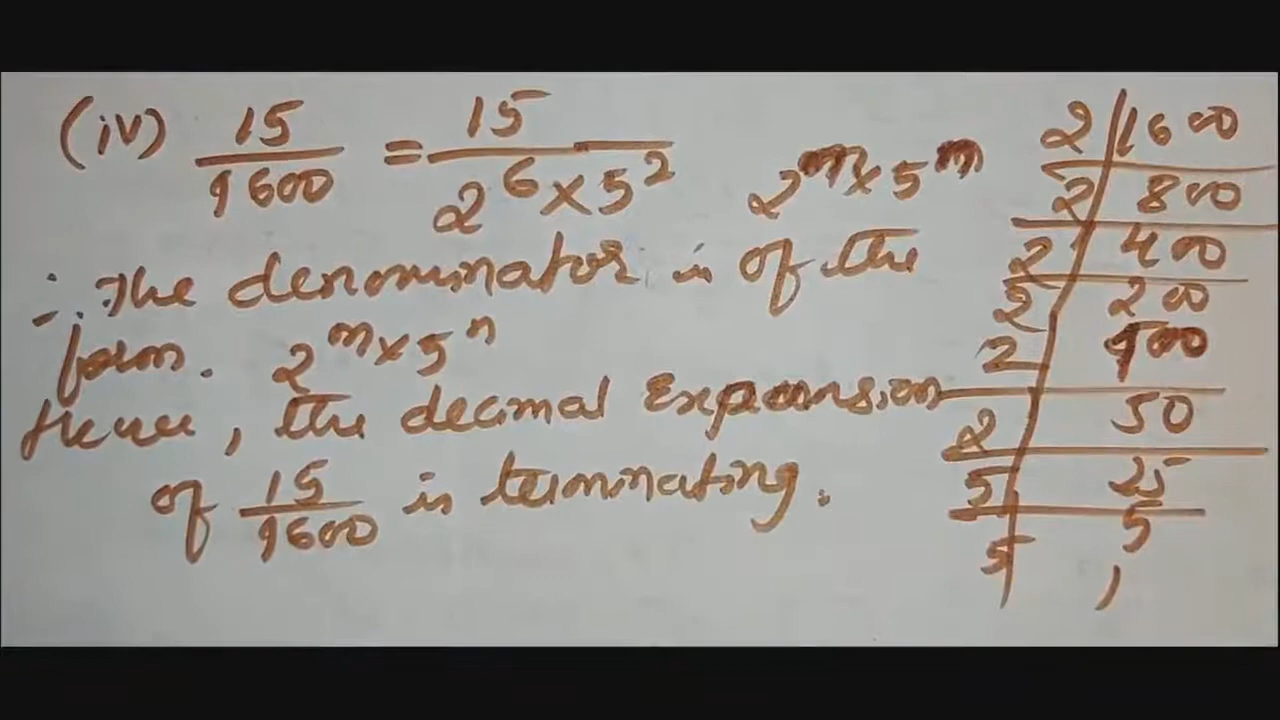 (iv) 15/1600 = 15/2^6×5^2 2^m×5^n
∴ The denominator is of the
form. 2^m×5^n
Hence, the decimal Expansion
of 15/1600 is terminating.
2 | 1600
2 | 800
2 | 400
2 | 200
2 | 100
2 | 50
5 | 25
5 | 5
1